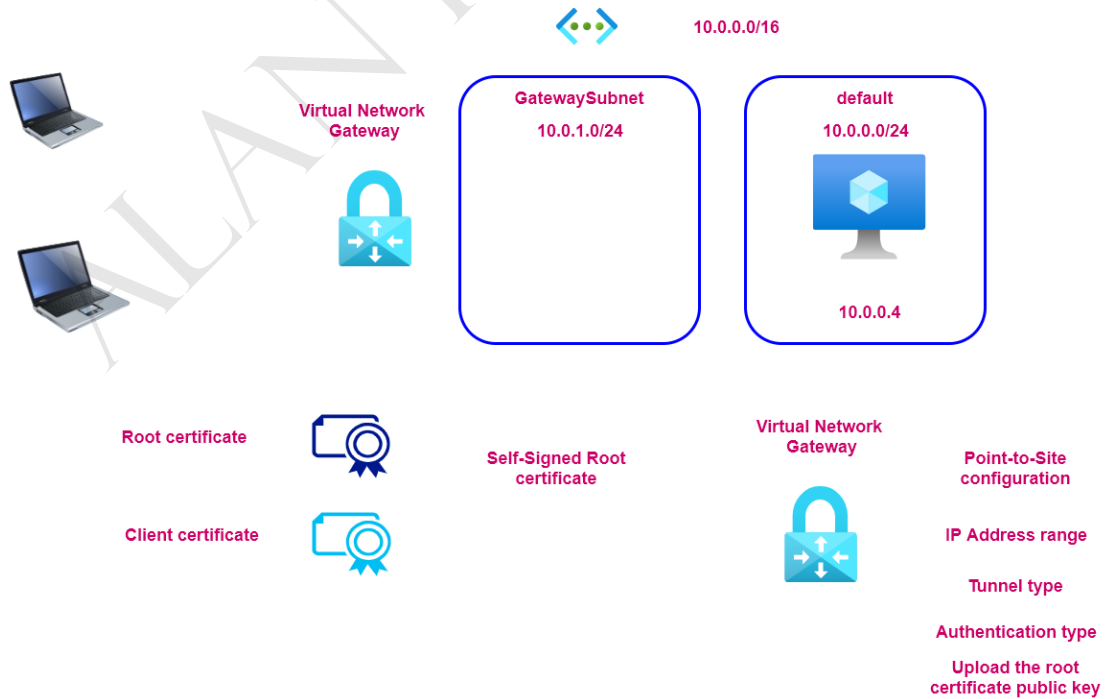 10.0.0.0/16
Virtual Network
Gateway
GatewaySubnet
10.0.1.0/24
default
10.0.0.0/24
10.0.0.4
Root certificate
Client certificate
Self-Signed Root
certificate
Virtual Network
Gateway
Point-to-Site
configuration
IP Address range
Tunnel type
Authentication type
Upload the root
certificate public key
ALAN